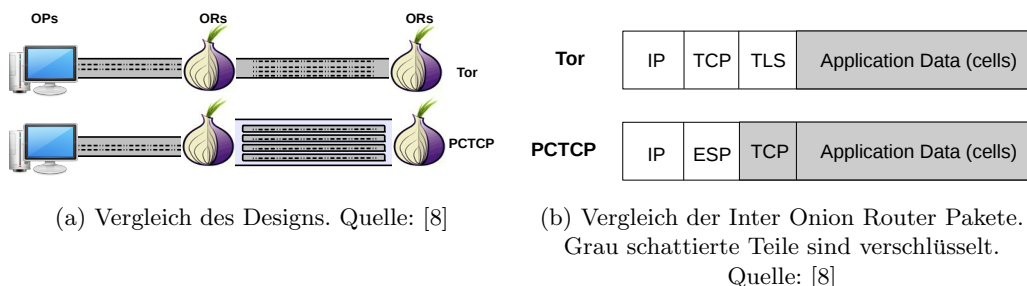 OPs ORs ORs
Tor
PCTCP
(a) Vergleich des Designs. Quelle: [8]
Tor IP TCP TLS Application Data (cells)
PCTCP IP ESP TCP Application Data (cells)
(b) Vergleich der Inter Onion Router Pakete.
Grau schattierte Teile sind verschlüsselt.
Quelle: [8]